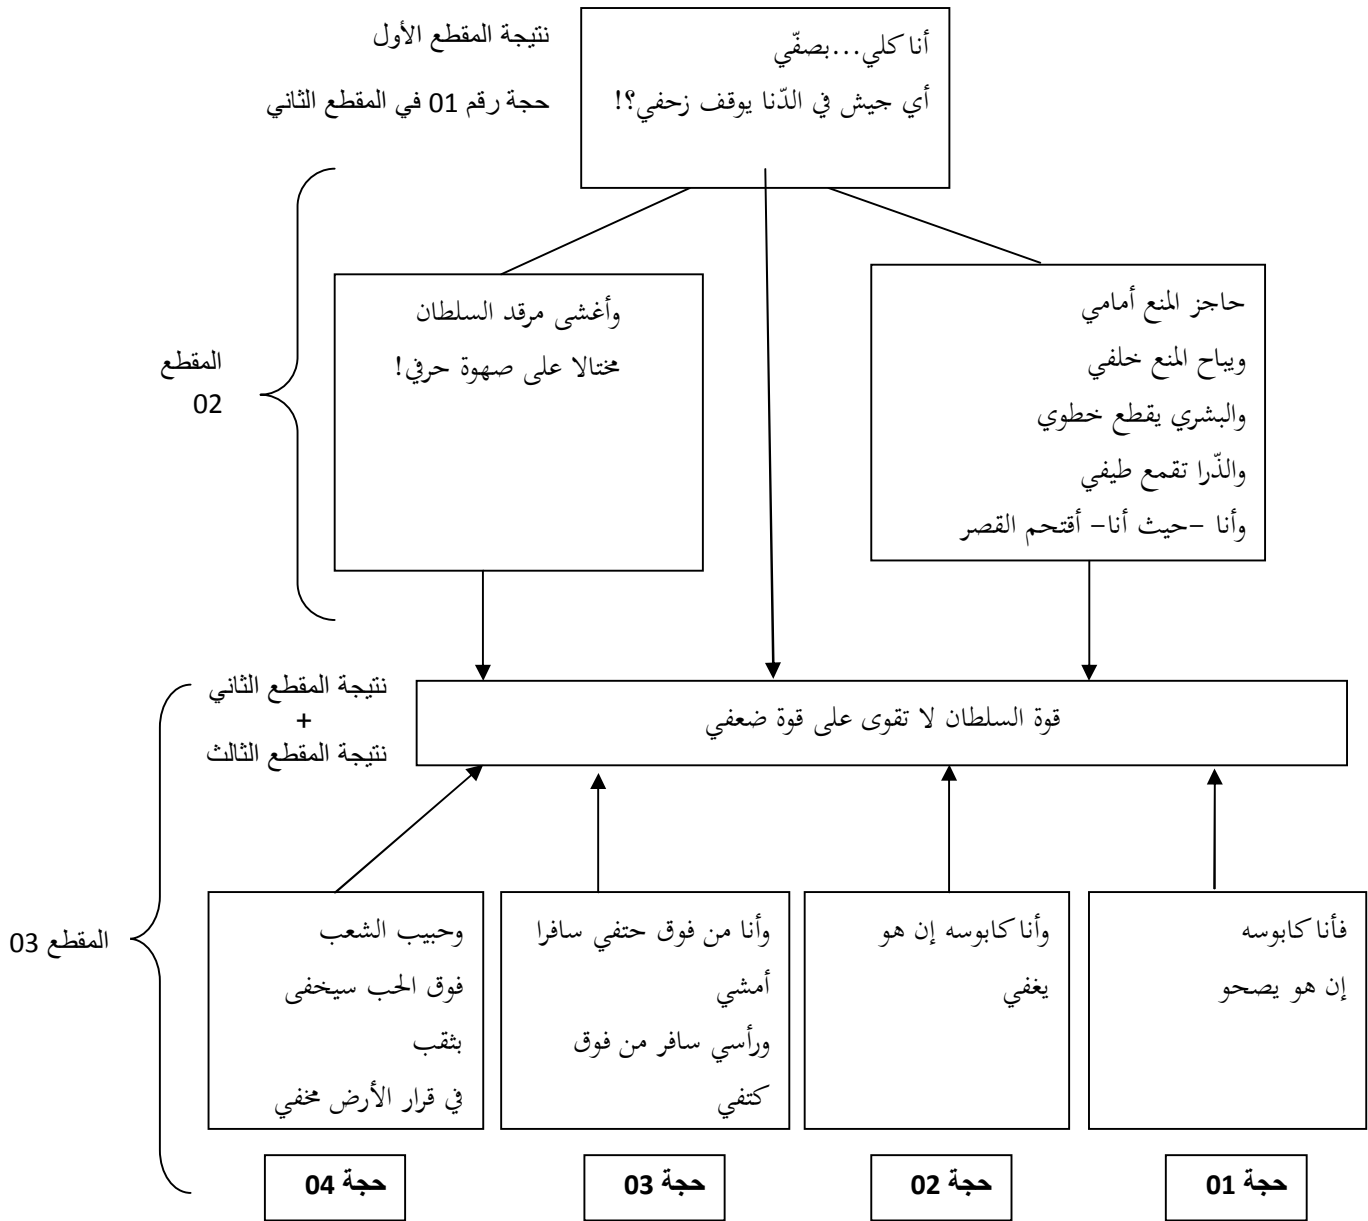 نتيجة المقطع الأول
حجة رقم 01 في المقطع الثاني
أنا كلي...بصفّي
أي جيش في الدّنا يوقف زحفي؟!
حاجز المنع أمامي
ويباح المنع خلفي
والبشري يقطع خطوي
والذّرا تقمع طيفي
وأنا –حيث أنا– أقتحم القصر
وأغشى مرقد السلطان
مختالا على صهوة حرفي!
المقطع
02
نتيجة المقطع الثاني
+
نتيجة المقطع الثالث
قوة السلطان لا تقوى على قوة ضعفي
فأنا كابوسه
إن هو يصحو
وأنا كابوسه إن هو
يغفي
وأنا من فوق حتفي سافرا
أمشي
ورأسي سافر من فوق
كتفي
وحبيب الشعب
فوق الحب سيخفى
بثقب
في قرار الأرض مخفي
المقطع 03
حجة 01
حجة 02
حجة 03
حجة 04